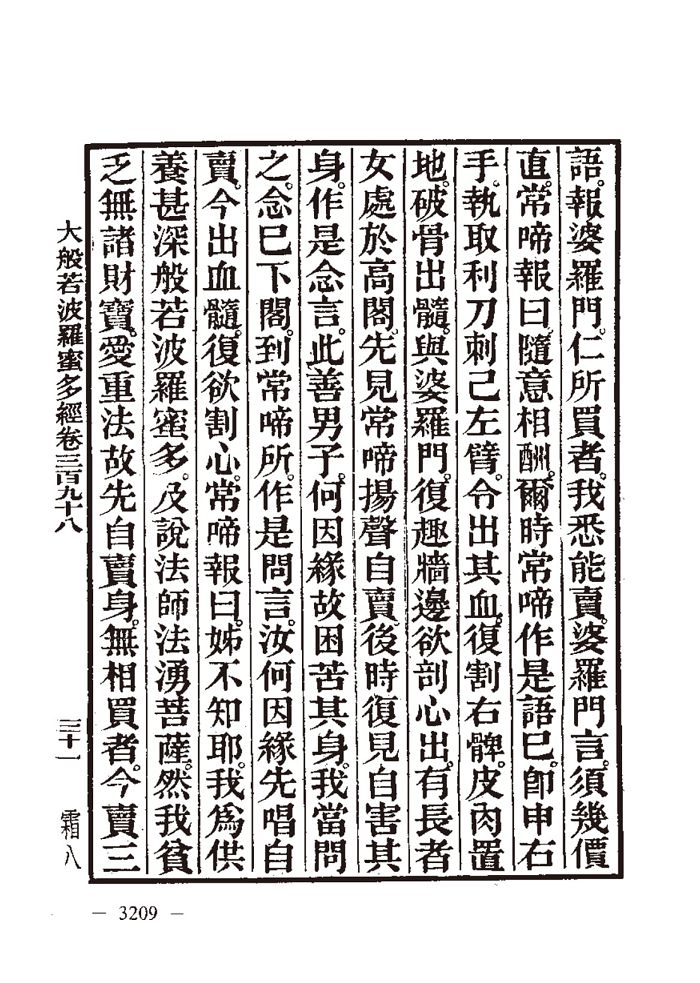 語。報婆羅門。仁所買者。我悉能賣。婆羅門言。須幾價
直。常啼報曰。隨意相酬。爾時常啼作是語已。卽申右
手。執取利刀刺己左臂。令出其血。復割右髀。皮肉置
地。破骨出髓。與婆羅門。復趣牆邊欲剖心出。有長者
女處於高閣。先見常啼揚聲自賣。後時復見自害其
身。作是念言。此善男子。何因緣故困苦其身。我當問
之。念已下閣。到常啼所。作是問言。汝何因緣先唱自
賣。今出血髓。復欲割心。常啼報曰。姊不知耶。我爲供
養甚深般若波羅蜜多。及說法師法湧菩薩。然我貧
乏無諸財寶。愛重法故先自賣身。無相買者。今賣三
大般若波羅蜜多經卷三百九十八 三十一 霜八
— 3209 —